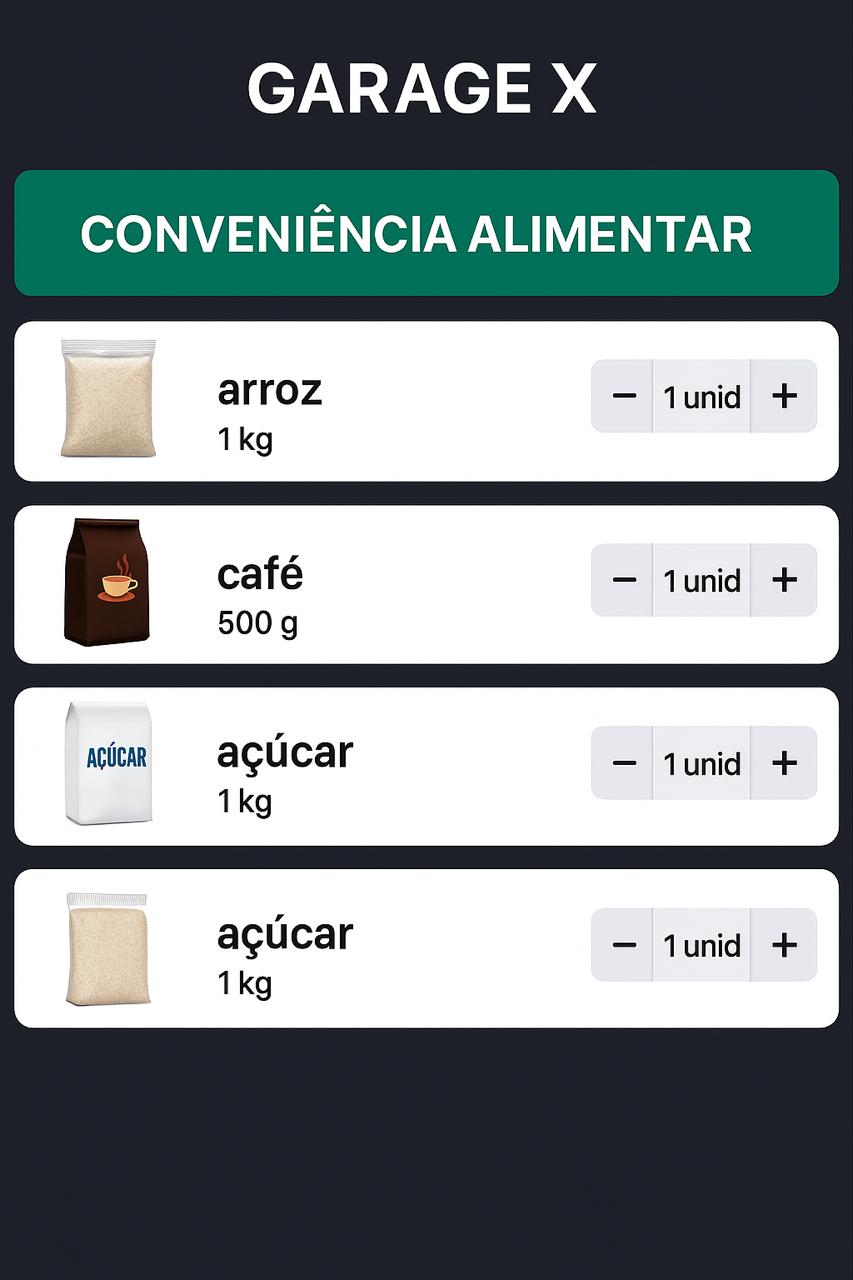 GARAGE X
CONVENIÊNCIA ALIMENTAR
arroz
1 kg
− 1 unid +
café
500 g
− 1 unid +
AÇÚCAR
açúcar
1 kg
− 1 unid +
açúcar
1 kg
− 1 unid +